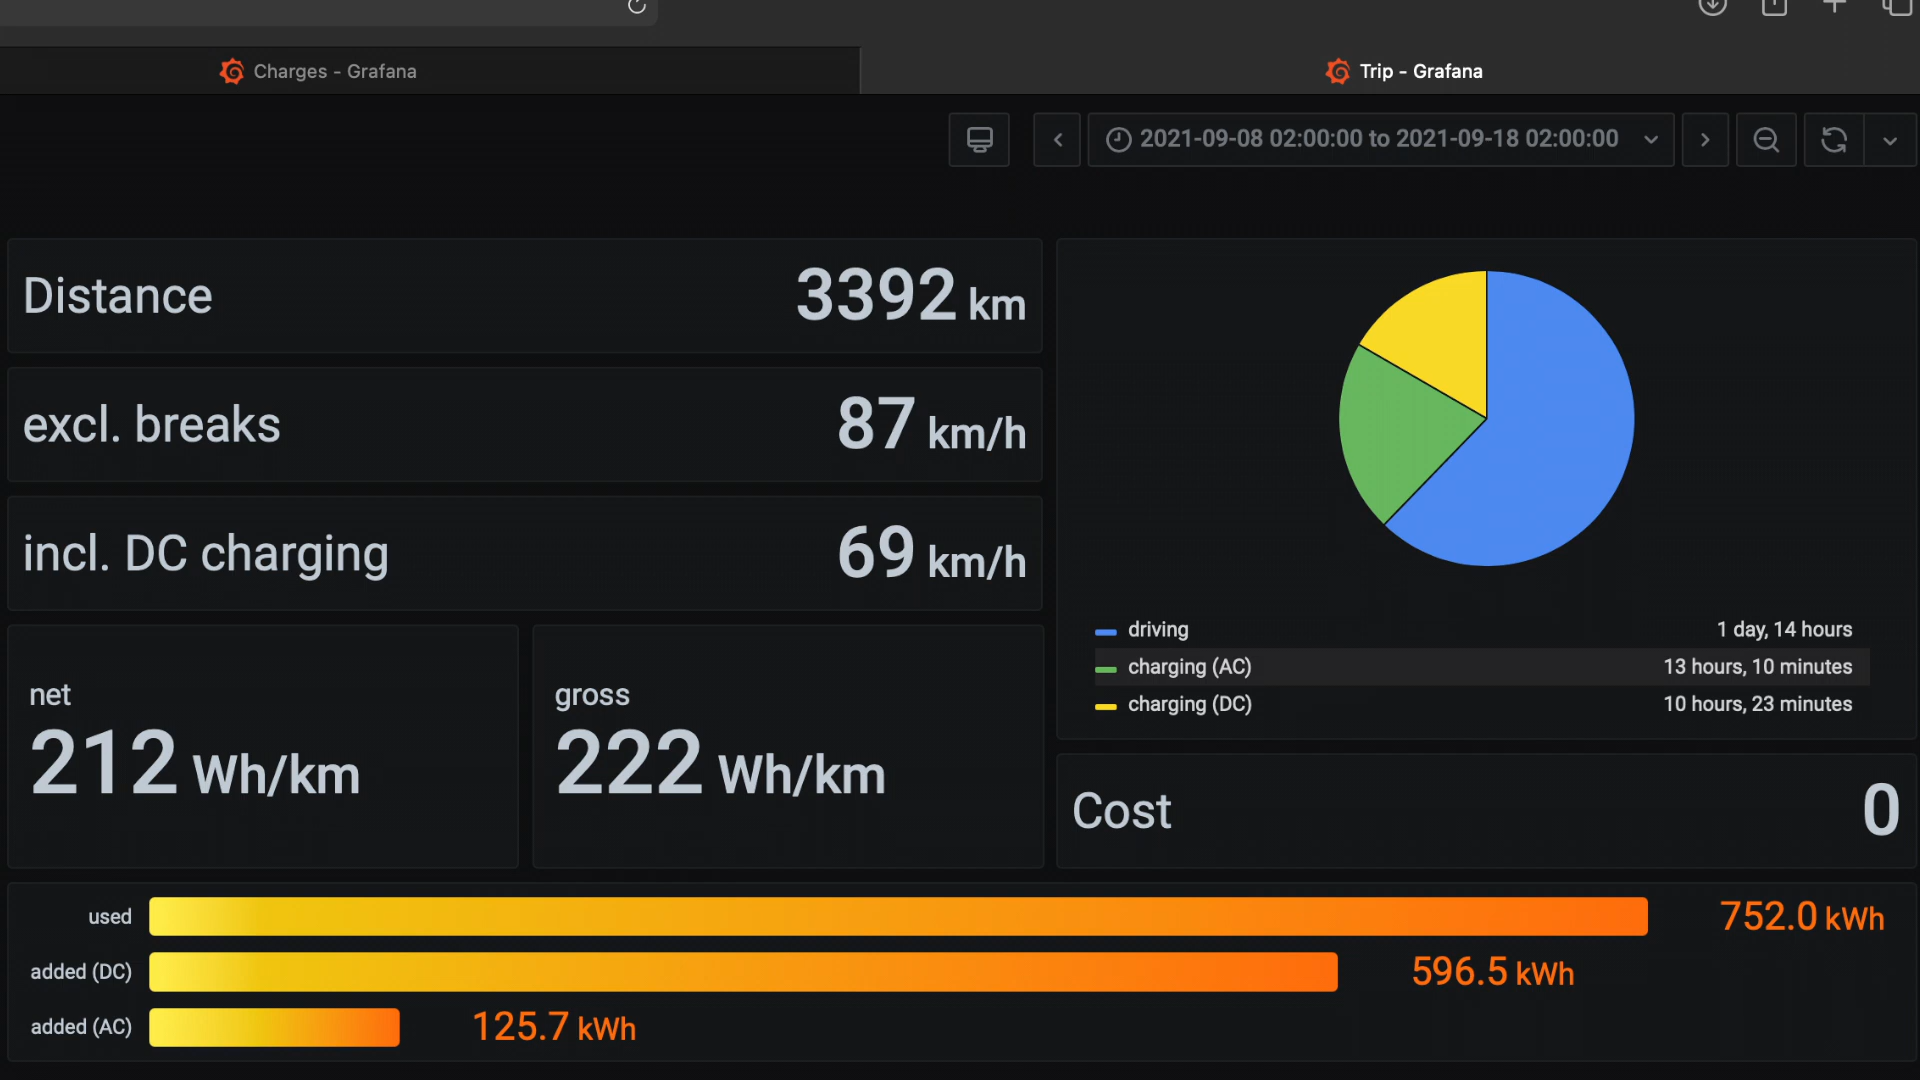 Charges - Grafana
Trip - Grafana
2021-09-08 02:00:00 to 2021-09-18 02:00:00
Distance
3392 km
excl. breaks
87 km/h
incl. DC charging
69 km/h
net
212 Wh/km
gross
222 Wh/km
driving
1 day, 14 hours
charging (AC)
13 hours, 10 minutes
charging (DC)
10 hours, 23 minutes
Cost
0
used
752.0 kWh
added (DC)
596.5 kWh
added (AC)
125.7 kWh